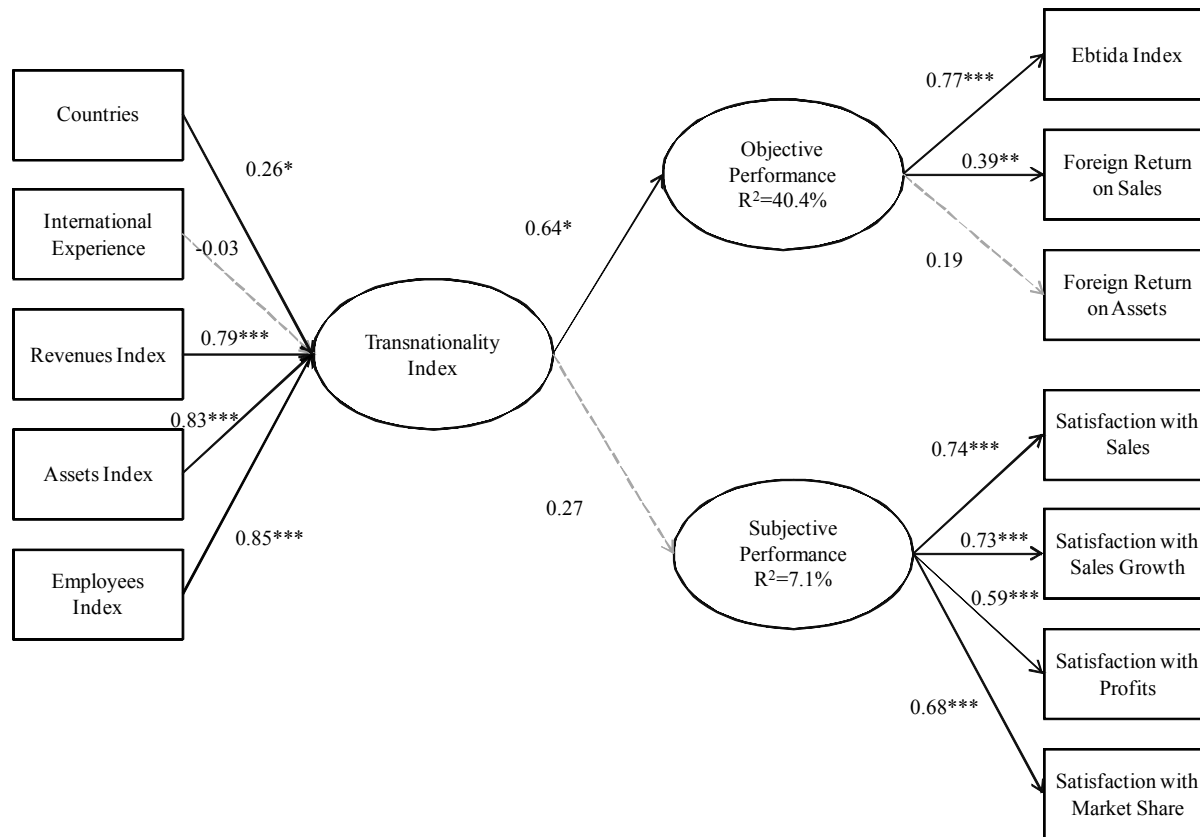 Countries
0.26*
International
Experience
-0.03
Revenues Index
0.79***
Assets Index
0.83***
Employees
Index
0.85***
Transnationality
Index
0.64*
0.27
Objective
Performance
R²=40.4%
0.77***
0.39**
0.19
Ebtida Index
Foreign Return
on Sales
Foreign Return
on Assets
Subjective
Performance
R²=7.1%
0.74***
0.73***
0.59***
0.68***
Satisfaction with
Sales
Satisfaction with
Sales Growth
Satisfaction with
Profits
Satisfaction with
Market Share